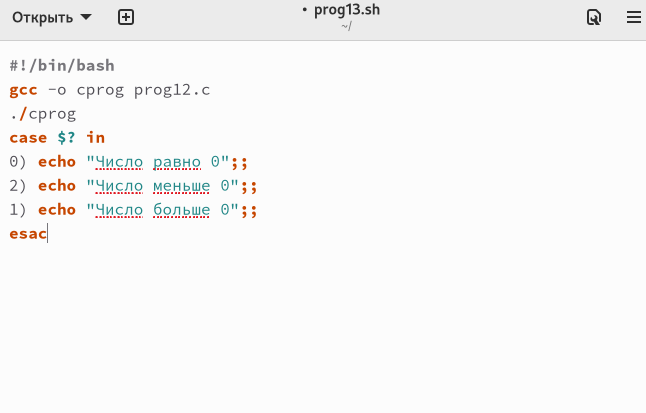 Открыть
• prog13.sh
~/
#!/bin/bash
gcc -o cprog prog12.c
./cprog
case $? in
0) echo "Число равно 0";;
2) echo "Число меньше 0";;
1) echo "Число больше 0";;
esac